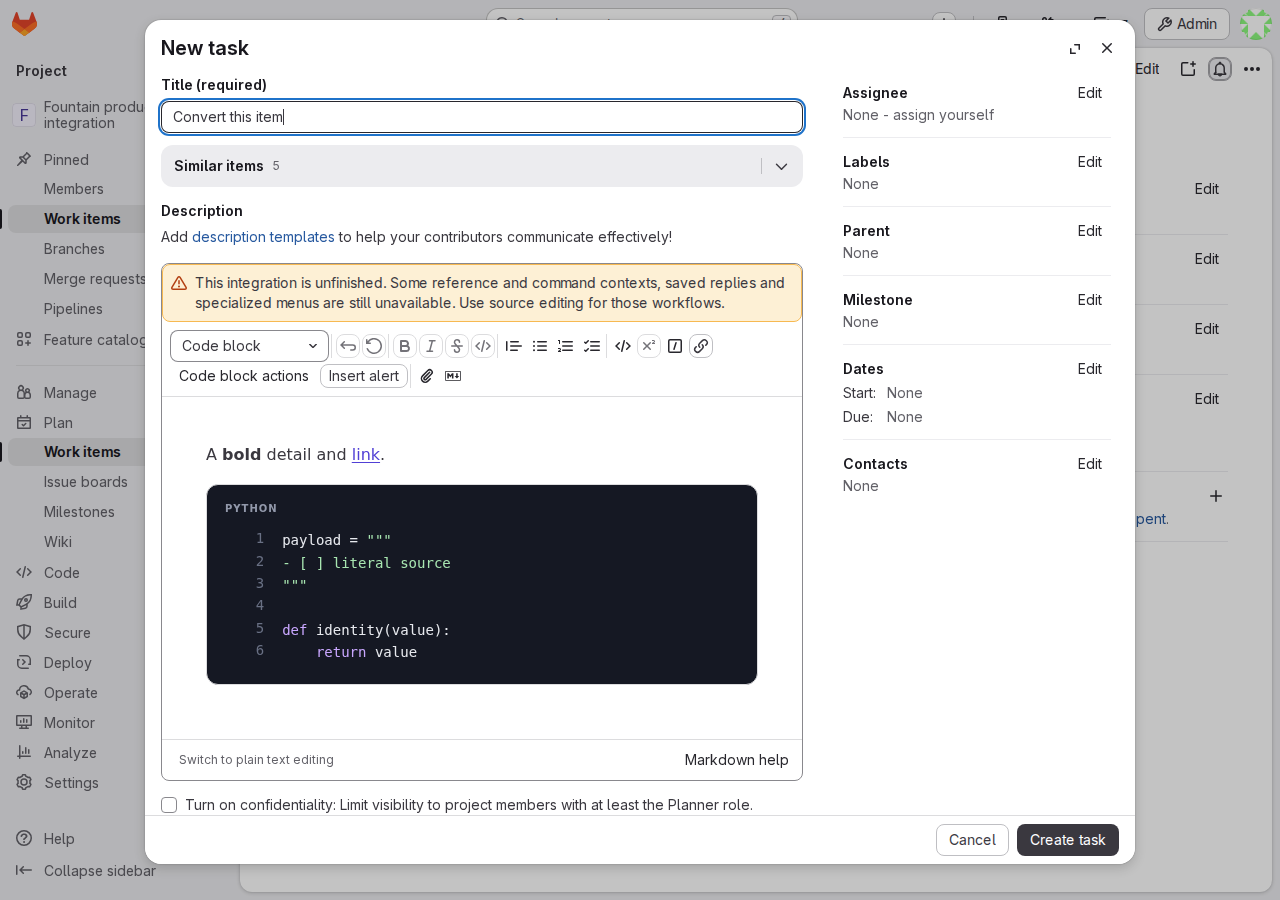 Admin
Project
F
Fountain produ
integration
Pinned
Members
Work items
Branches
Merge requests
Pipelines
Feature catalog
Manage
Plan
Work items
Issue boards
Milestones
Wiki
Code
Build
Secure
Deploy
Operate
Monitor
Analyze
Settings
Help
Collapse sidebar
New task
Title (required)
Convert this item
Similar items 5
Description
Add description templates to help your contributors communicate effectively!
This integration is unfinished. Some reference and command contexts, saved replies and
specialized menus are still unavailable. Use source editing for those workflows.
Code block
Code block actions Insert alert
A bold detail and link.
PYTHON
1 payload = """
2 - [ ] literal source
3 """
4
5 def identity(value):
6 return value
Switch to plain text editing Markdown help
Turn on confidentiality: Limit visibility to project members with at least the Planner role.
Assignee Edit
None - assign yourself
Labels Edit
None
Parent Edit
None
Milestone Edit
None
Dates Edit
Start: None
Due: None
Contacts Edit
None
Cancel Create task
Edit
Edit
Edit
Edit
Edit
pent.